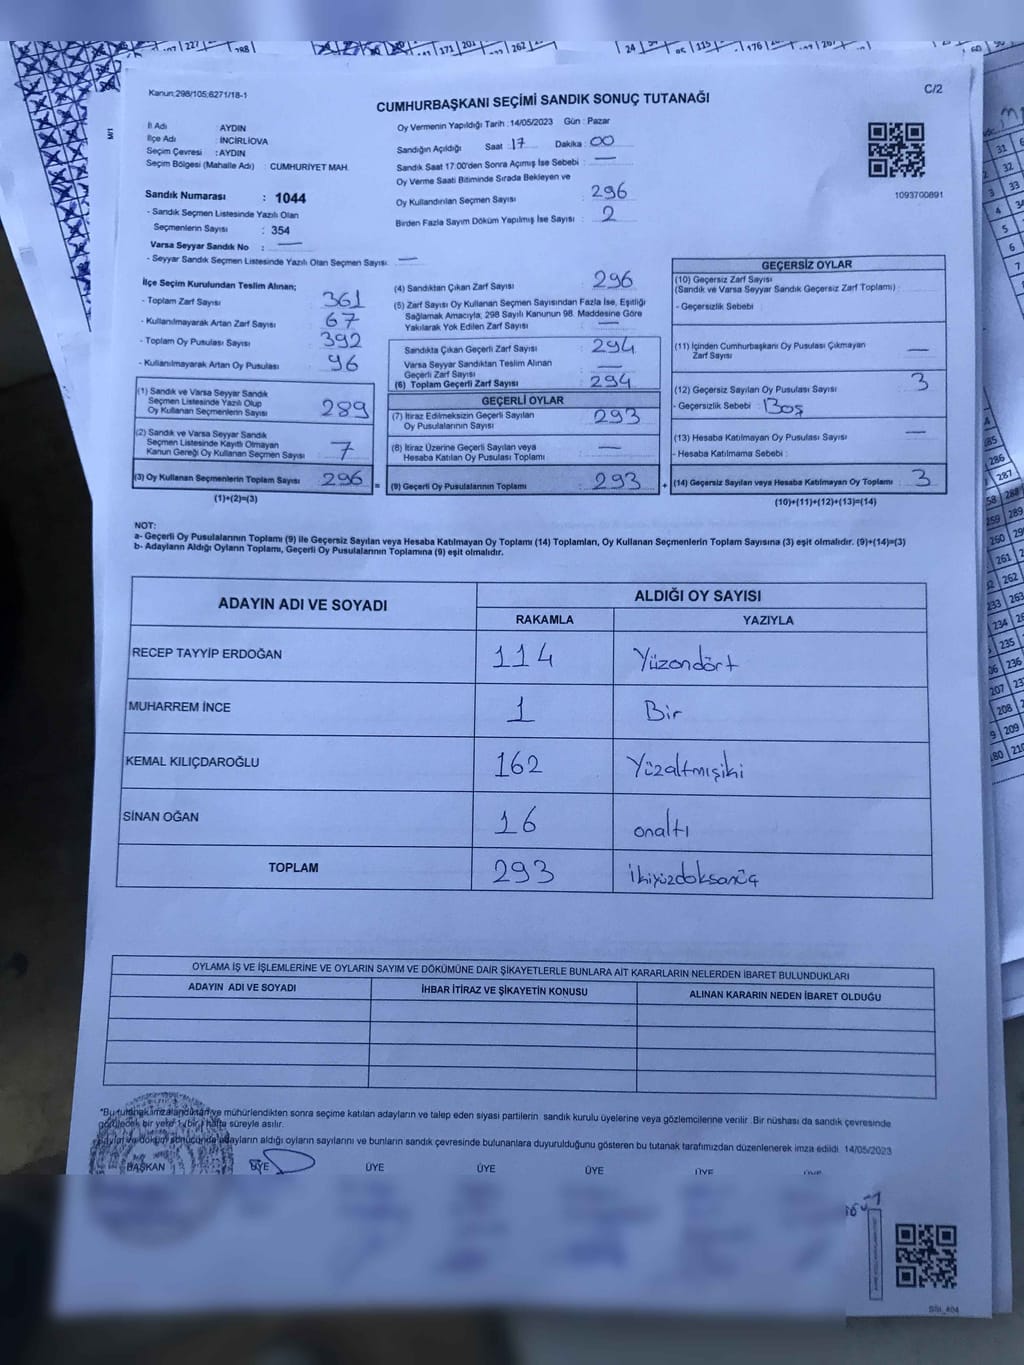 Kanun:298/105;6271/18-1
C/2
CUMHURBAŞKANI SEÇİMİ SANDIK SONUÇ TUTANAĞI
İl Adı AYDIN
İlçe Adı İNCİRLİOVA
Seçim Çevresi : AYDIN
Seçim Bölgesi (Mahalle Adı) : CUMHURİYET MAH.
Sandık Numarası : 1044
- Sandık Seçmen Listesinde Yazılı Olan
Seçmenlerin Sayısı : 354
Varsa Seyyar Sandık No : —
- Seyyar Sandık Seçmen Listesinde Yazılı Olan Seçmen Sayısı: —
Oy Vermenin Yapıldığı Tarih : 14/05/2023 Gün : Pazar
Sandığın Açıldığı Saat : 17 Dakika : 00
Sandık Saat 17:00'den Sonra Açımış İse Sebebi : —
Oy Verme Saati Bitiminde Sırada Bekleyen ve
Oy Kullandırılan Seçmen Sayısı : 296
Birden Fazla Sayım Döküm Yapılmış İse Sayısı : 2
1093700891
İlçe Seçim Kurulundan Teslim Alınan;
- Toplam Zarf Sayısı : 361
- Kullanılmayarak Artan Zarf Sayısı : 67
- Toplam Oy Pusulası Sayısı : 392
- Kullanılmayarak Artan Oy Pusulası : 96
(1) Sandık ve Varsa Seyyar Sandık
Seçmen Listesinde Yazılı Olup
Oy Kullanan Seçmenlerin Sayısı : 289
(2) Sandık ve Varsa Seyyar Sandık
Seçmen Listesinde Kayıtlı Olmayan
Kanun Gereği Oy Kullanan Seçmen Sayısı : 7
(3) Oy Kullanan Seçmenlerin Toplam Sayısı : 296 =
(1)+(2)=(3)
(4) Sandıktan Çıkan Zarf Sayısı : 296
(5) Zarf Sayısı Oy Kullanan Seçmen Sayısından Fazla İse, Eşitliği
Sağlamak Amacıyla; 298 Sayılı Kanunun 98. Maddesine Göre
Yakılarak Yok Edilen Zarf Sayısı : —
Sandıkta Çıkan Geçerli Zarf Sayısı : 294
Varsa Seyyar Sandıktan Teslim Alınan
Geçerli Zarf Sayısı : —
(6) Toplam Geçerli Zarf Sayısı : 294
GEÇERLİ OYLAR
(7) İtiraz Edilmeksizin Geçerli Sayılan
Oy Pusulalarının Sayısı : 293
(8) İtiraz Üzerine Geçerli Sayılan veya
Hesaba Katılan Oy Pusulası Toplamı : —
(9) Geçerli Oy Pusulalarının Toplamı : 293 +
GEÇERSİZ OYLAR
(10) Geçersiz Zarf Sayısı
(Sandık ve Varsa Seyyar Sandık Geçersiz Zarf Toplamı) :
- Geçersizlik Sebebi :
(11) İçinden Cumhurbaşkanı Oy Pusulası Çıkmayan
Zarf Sayısı : —
(12) Geçersiz Sayılan Oy Pusulası Sayısı : 3
- Geçersizlik Sebebi : Boş
(13) Hesaba Katılmayan Oy Pusulası Sayısı : —
- Hesaba Katılmama Sebebi :
(14) Geçersiz Sayılan veya Hesaba Katılmayan Oy Toplamı : 3
(10)+(11)+(12)+(13)=(14)
NOT:
a- Geçerli Oy Pusulalarının Toplamı (9) ile Geçersiz Sayılan veya Hesaba Katılmayan Oy Toplamı (14) Toplamları, Oy Kullanan Seçmenlerin Toplam Sayısına (3) eşit olmalıdır. (9)+(14)=(3)
b- Adayların Aldığı Oyların Toplamı, Geçerli Oy Pusulalarının Toplamına (9) eşit olmalıdır.
ADAYIN ADI VE SOYADI ALDIĞI OY SAYISI
RAKAMLA YAZIYLA
RECEP TAYYİP ERDOĞAN 114 Yüzondört
MUHARREM İNCE 1 Bir
KEMAL KILIÇDAROĞLU 162 Yüzaltmışiki
SİNAN OĞAN 16 onaltı
TOPLAM 293 ikiyüzdoksanüç
OYLAMA İŞ VE İŞLEMLERİNE VE OYLARIN SAYIM VE DÖKÜMÜNE DAİR ŞİKAYETLERLE BUNLARA AİT KARARLARIN NELERDEN İBARET BULUNDUKLARI
ADAYIN ADI VE SOYADI İHBAR İTİRAZ VE ŞİKAYETİN KONUSU ALINAN KARARIN NEDEN İBARET OLDUĞU
*Bu tutanak imzalandıktan ve mühürlendikten sonra seçime katılan adayların ve talep eden siyasi partilerin sandık kurulu üyelerine veya gözlemcilerine verilir. Bir nüshası da sandık çevresinde
görülecek bir yere 1 (bir) hafta süreyle asılır.
sayım ve döküm sonucunda adayların aldığı oyların sayılarını ve bunların sandık çevresinde bulunanlara duyurulduğunu gösteren bu tutanak tarafımızdan düzenlenerek imza edildi. 14/05/2023
BAŞKAN ÜYE ÜYE ÜYE ÜYE ÜYE